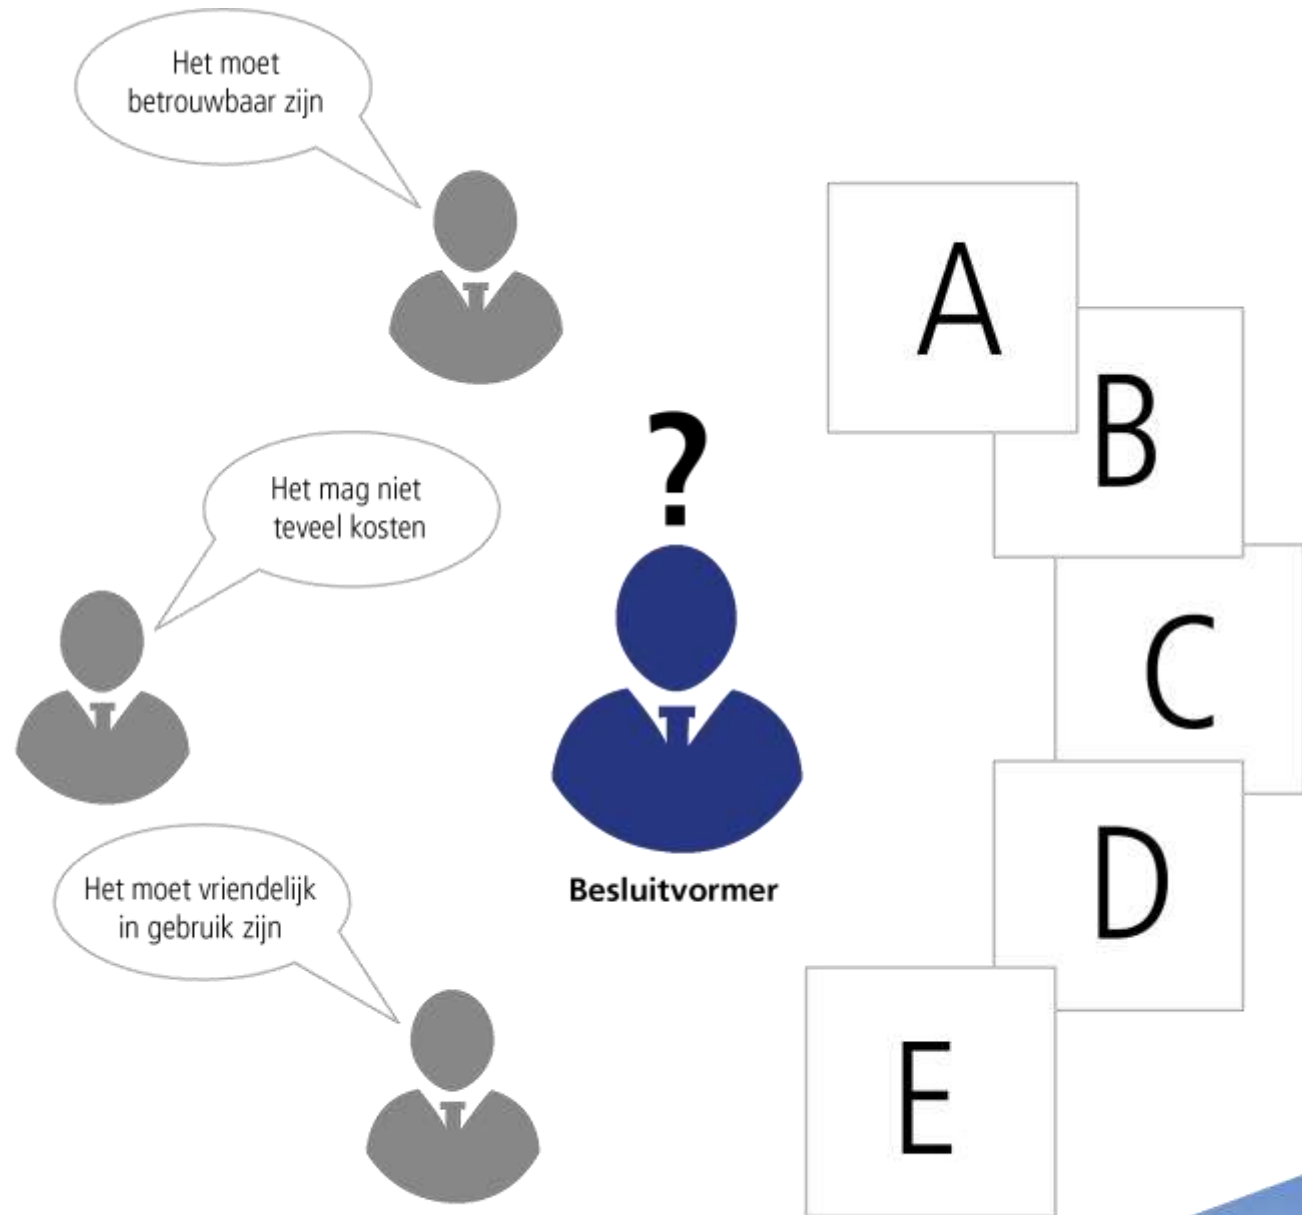 Het moet
betrouwbaar zijn
Het mag niet
teveel kosten
Het moet vriendelijk
in gebruik zijn
?
Besluitvormer
A
B
C
D
E